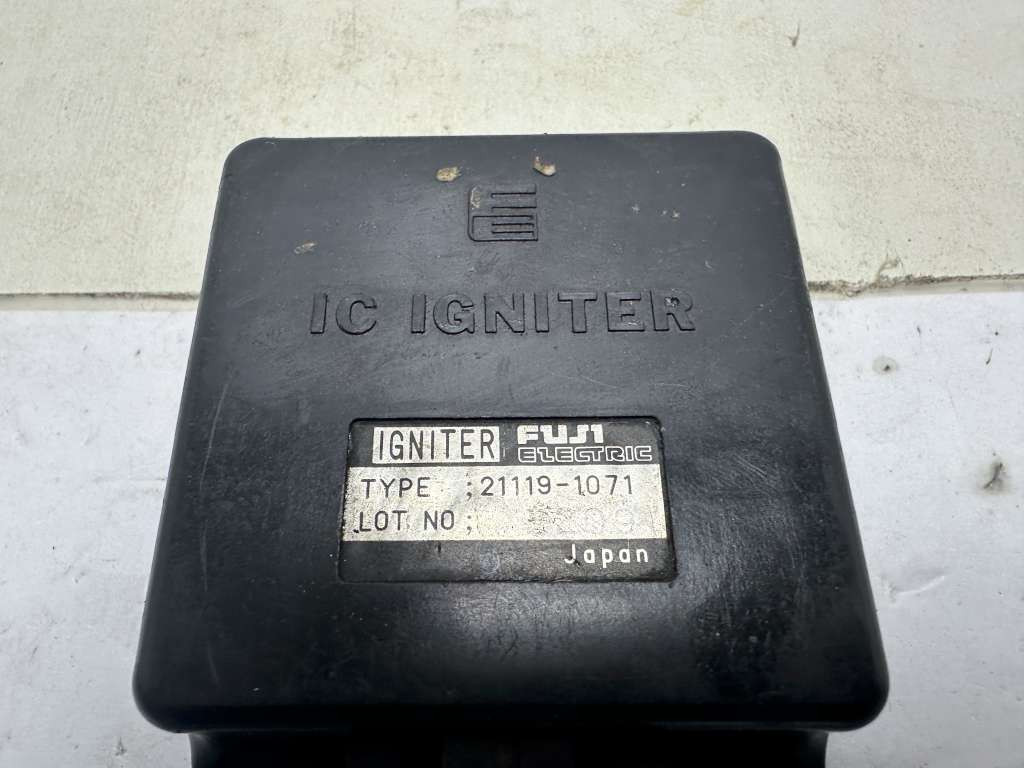 IC IGNITER
IGNITER FUJI ELECTRIC
TYPE ; 21119-1071
LOT NO ;
Japan